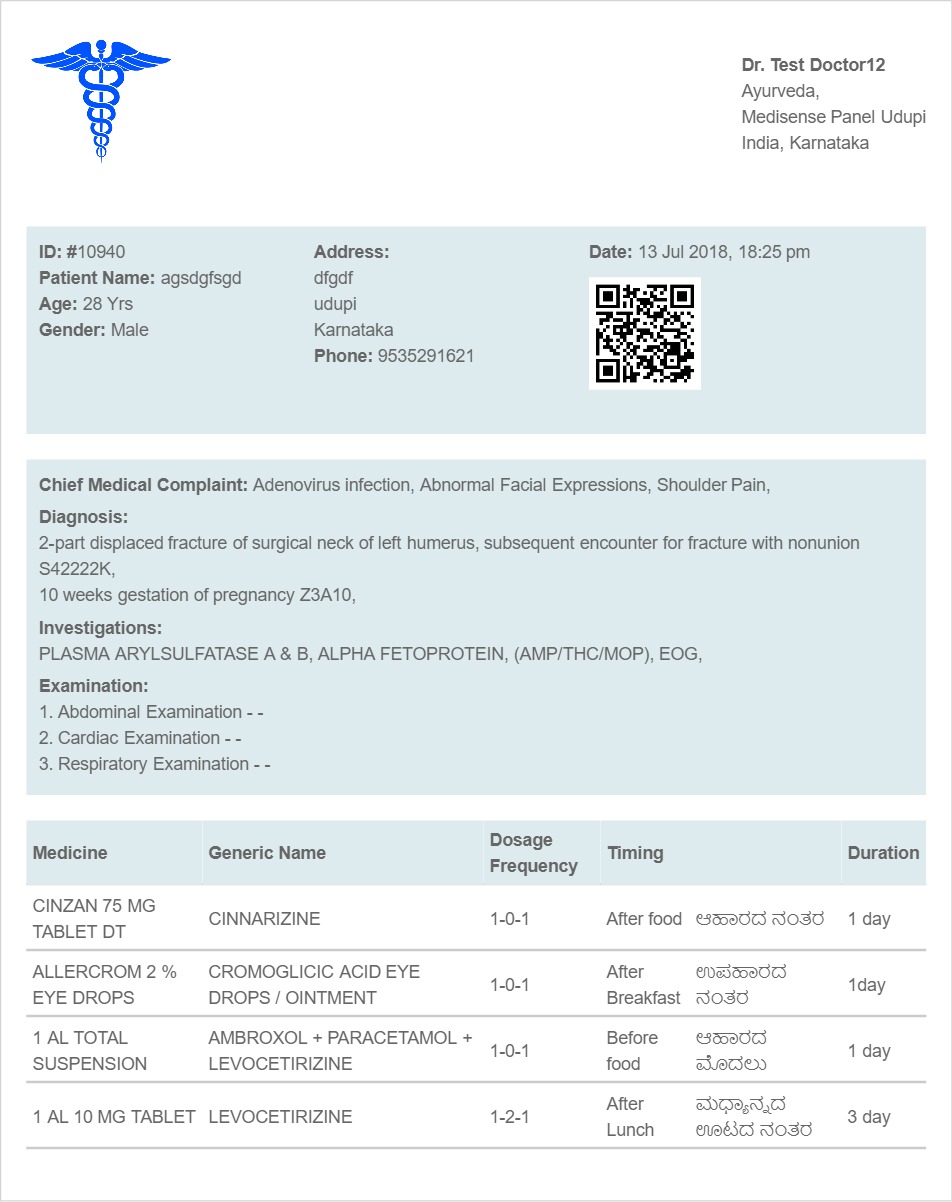 Dr. Test Doctor12
Ayurveda,
Medisense Panel Udupi
India, Karnataka
ID: #10940
Patient Name: agsdgfsgd
Age: 28 Yrs
Gender: Male
Address:
dfgdf
udupi
Karnataka
Phone: 9535291621
Date: 13 Jul 2018, 18:25 pm
Chief Medical Complaint: Adenovirus infection, Abnormal Facial Expressions, Shoulder Pain,
Diagnosis:
2-part displaced fracture of surgical neck of left humerus, subsequent encounter for fracture with nonunion
S42222K,
10 weeks gestation of pregnancy Z3A10,
Investigations:
PLASMA ARYLSULFATASE A & B, ALPHA FETOPROTEIN, (AMP/THC/MOP), EOG,
Examination:
1. Abdominal Examination - -
2. Cardiac Examination - -
3. Respiratory Examination - -
Medicine Generic Name Dosage Frequency Timing Duration
CINZAN 75 MG TABLET DT CINNARIZINE 1-0-1 After food ಆಹಾರದ ನಂತರ 1 day
ALLERCROM 2 % EYE DROPS CROMOGLICIC ACID EYE DROPS / OINTMENT 1-0-1 After Breakfast ಉಪಹಾರದ ನಂತರ 1day
1 AL TOTAL SUSPENSION AMBROXOL + PARACETAMOL + LEVOCETIRIZINE 1-0-1 Before food ಆಹಾರದ ಮೊದಲು 1 day
1 AL 10 MG TABLET LEVOCETIRIZINE 1-2-1 After Lunch ಮಧ್ಯಾನ್ನದ ಊಟದ ನಂತರ 3 day